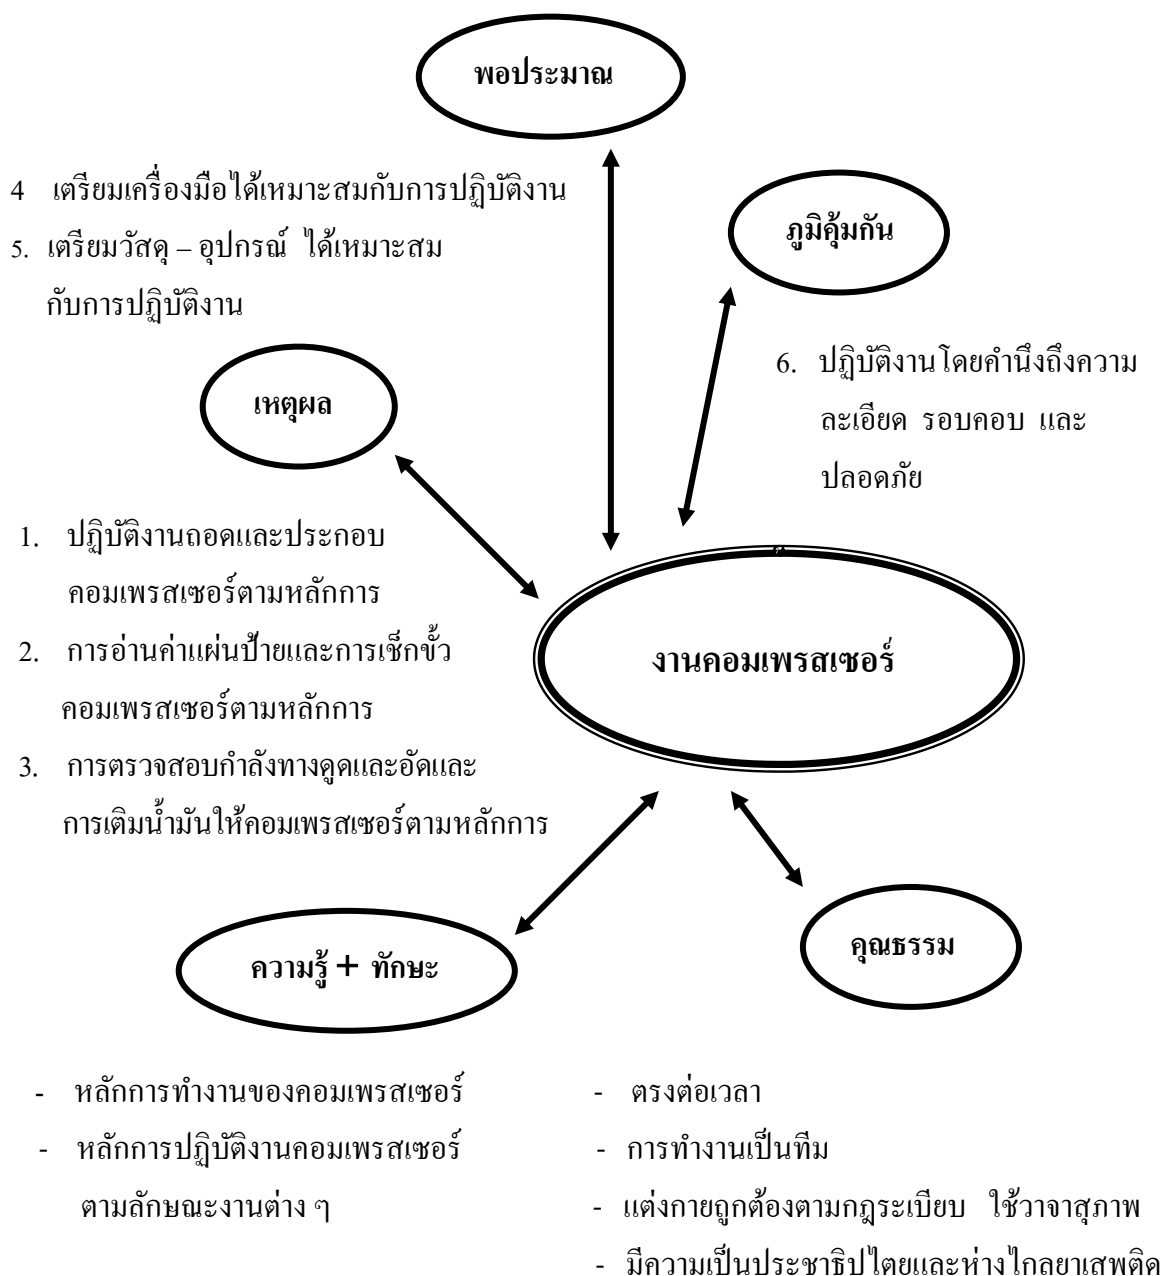 พอประมาณ
4 เตรียมเครื่องมือได้เหมาะสมกับการปฏิบัติงาน
5. เตรียมวัสดุ – อุปกรณ์ ได้เหมาะสม
กับการปฏิบัติงาน
ภูมิคุ้มกัน
6. ปฏิบัติงานโดยคำนึงถึงความ
ละเอียด รอบคอบ และ
ปลอดภัย
เหตุผล
1. ปฏิบัติงานถอดและประกอบ
คอมเพรสเซอร์ตามหลักการ
2. การอ่านค่าแผ่นป้ายและการเช็กขั้ว
คอมเพรสเซอร์ตามหลักการ
3. การตรวจสอบกำลังทางดูดและอัดและ
การเติมน้ำมันให้คอมเพรสเซอร์ตามหลักการ
งานคอมเพรสเซอร์
ความรู้ + ทักษะ
คุณธรรม
- หลักการทำงานของคอมเพรสเซอร์
- หลักการปฏิบัติงานคอมเพรสเซอร์
ตามลักษณะงานต่าง ๆ
- ตรงต่อเวลา
- การทำงานเป็นทีม
- แต่งกายถูกต้องตามกฎระเบียบ ใช้วาจาสุภาพ
- มีความเป็นประชาธิปไตยและห่างไกลยาเสพติด